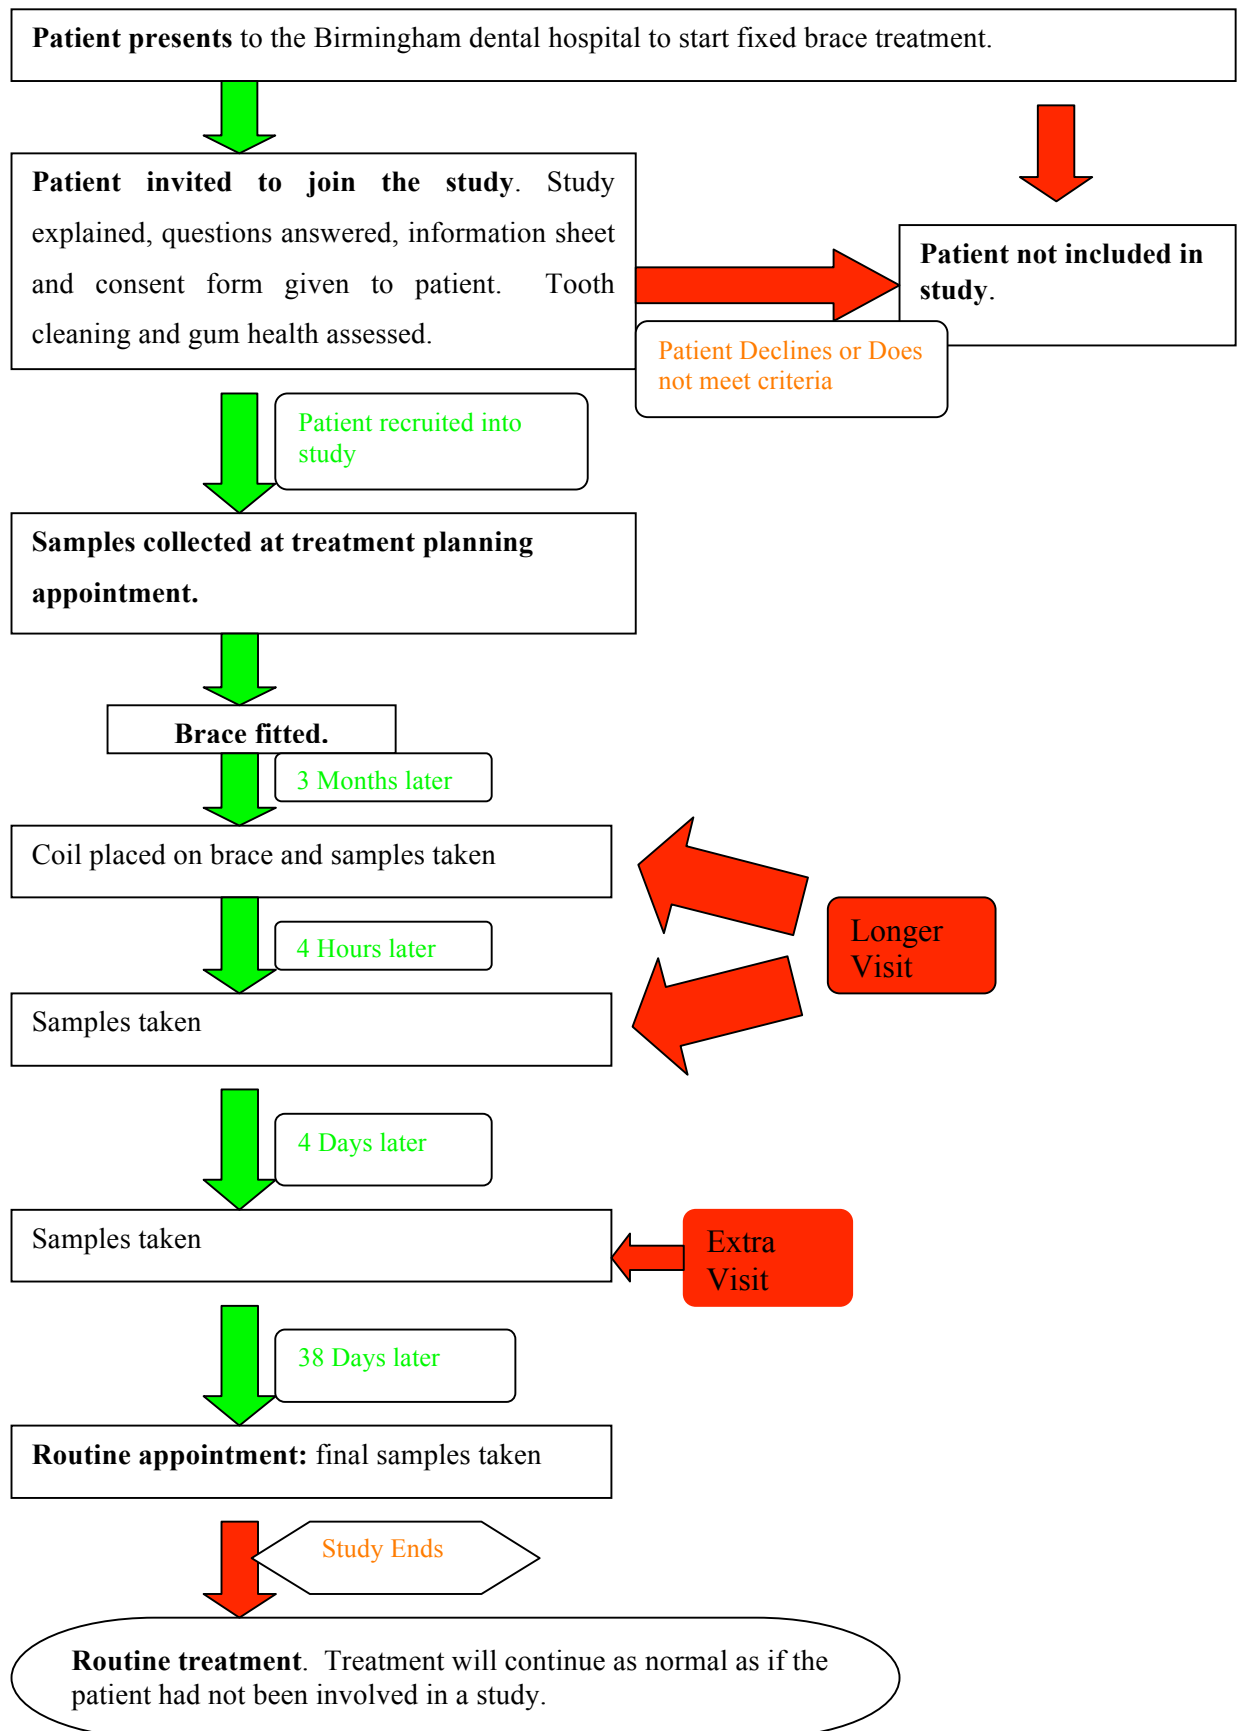 Patient presents to the Birmingham dental hospital to start fixed brace treatment.
Patient invited to join the study. Study
explained, questions answered, information sheet
and consent form given to patient. Tooth
cleaning and gum health assessed.
Patient not included in
study.
Patient Declines or Does
not meet criteria
Patient recruited into
study
Samples collected at treatment planning
appointment.
Brace fitted.
3 Months later
Coil placed on brace and samples taken
Longer
Visit
4 Hours later
Samples taken
4 Days later
Samples taken
Extra
Visit
38 Days later
Routine appointment: final samples taken
Study Ends
Routine treatment. Treatment will continue as normal as if the
patient had not been involved in a study.